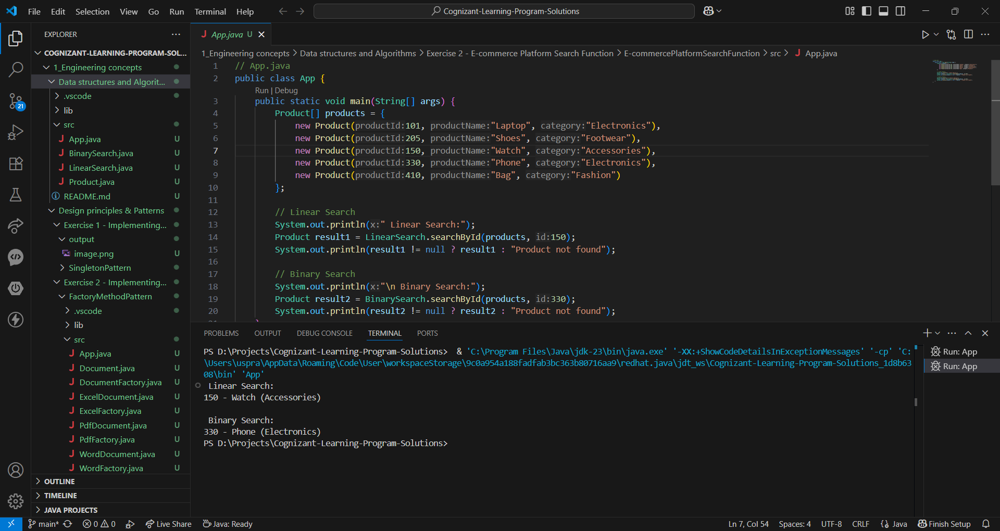 File Edit Selection View Go Run Terminal Help
Cognizant-Learning-Program-Solutions
EXPLORER
COGNIZANT-LEARNING-PROGRAM-SOL...
1_Engineering concepts
Data structures and Algorit...
.vscode
lib
src
App.java U
BinarySearch.java U
LinearSearch.java U
Product.java U
README.md U
Design principles & Patterns
Exercise 1 - Implementing...
output
image.png U
SingletonPattern
Exercise 2 - Implementing...
FactoryMethodPattern
.vscode
lib
src
App.java U
Document.java U
DocumentFactory.java U
ExcelDocument.java U
ExcelFactory.java U
PdfDocument.java U
PdfFactory.java U
WordDocument.java U
WordFactory.java U
OUTLINE
TIMELINE
JAVA PROJECTS
21
App.java U
1_Engineering concepts > Data structures and Algorithms > Exercise 2 - E-commerce Platform Search Function > E-commercePlatformSearchFunction > src > App.java
1 // App.java
2 public class App {
Run | Debug
3 public static void main(String[] args) {
4 Product[] products = {
5 new Product(productId:101, productName:"Laptop", category:"Electronics"),
6 new Product(productId:205, productName:"Shoes", category:"Footwear"),
7 new Product(productId:150, productName:"Watch", category:"Accessories"),
8 new Product(productId:330, productName:"Phone", category:"Electronics"),
9 new Product(productId:410, productName:"Bag", category:"Fashion")
10 };
11
12 // Linear Search
13 System.out.println(x:" Linear Search:");
14 Product result1 = LinearSearch.searchById(products, id:150);
15 System.out.println(result1 != null ? result1 : "Product not found");
16
17 // Binary Search
18 System.out.println(x:"\n Binary Search:");
19 Product result2 = BinarySearch.searchById(products, id:330);
20 System.out.println(result2 != null ? result2 : "Product not found");
PROBLEMS OUTPUT DEBUG CONSOLE TERMINAL PORTS
PS D:\Projects\Cognizant-Learning-Program-Solutions> & 'C:\Program Files\Java\jdk-23\bin\java.exe' '-XX:+ShowCodeDetailsInExceptionMessages' '-cp' 'C:
\Users\uspra\AppData\Roaming\Code\User\workspaceStorage\9c0a954a188fadfab3bc363b80716aa9\redhat.java\jdt_ws\Cognizant-Learning-Program-Solutions_1d8b63
08\bin' 'App'
Linear Search:
150 - Watch (Accessories)
Binary Search:
330 - Phone (Electronics)
PS D:\Projects\Cognizant-Learning-Program-Solutions>
Run: App
Run: App
main* 0 0 Live Share Java: Ready Ln 7, Col 54 Spaces: 4 UTF-8 CRLF Java Finish Setup